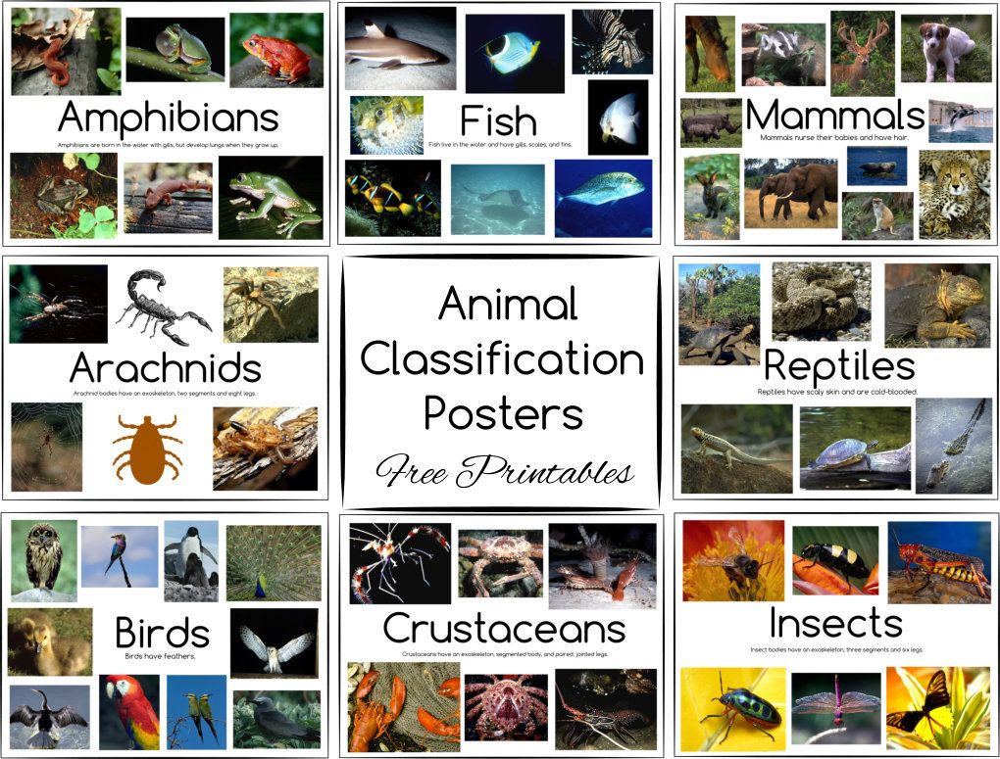 Amphibians
Amphibians are born in the water with gills, but develop lungs when they grow up.
Fish
Fish live in the water and have gills, scales, and fins.
Mammals
Mammals nurse their babies and have hair.
Arachnids
Arachnid bodies have an exoskeleton, two segments and eight legs.
Animal
Classification
Posters
Free Printables
Reptiles
Reptiles have scaly skin and are cold-blooded.
Birds
Birds have feathers.
Crustaceans
Crustaceans have an exoskeleton, segmented body, and paired, jointed legs.
Insects
Insect bodies have an exoskeleton, three segments and six legs.